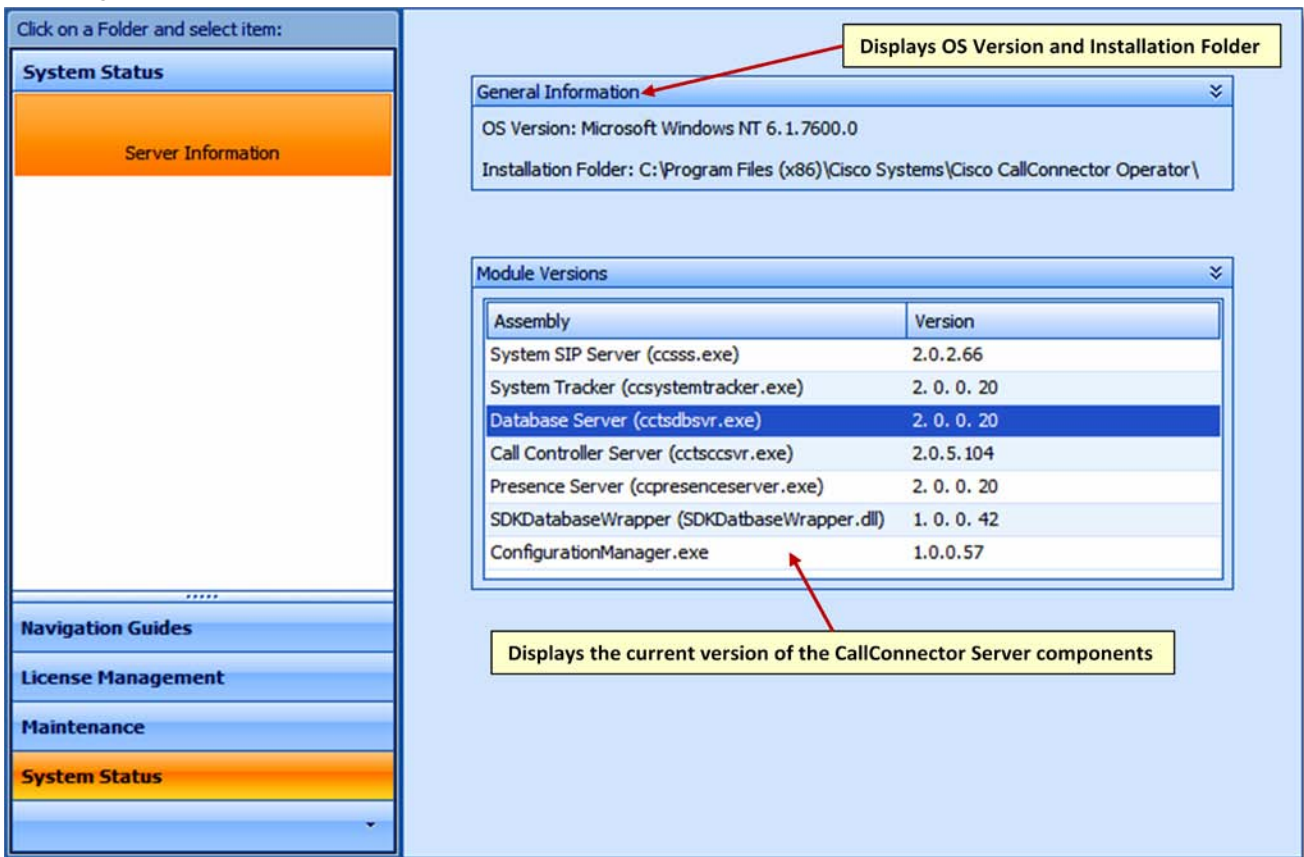 Click on a Folder and select item:
System Status
Server Information
Navigation Guides
License Management
Maintenance
System Status
Displays OS Version and Installation Folder
General Information
OS Version: Microsoft Windows NT 6.1.7600.0
Installation Folder: C:\Program Files (x86)\Cisco Systems\Cisco CallConnector Operator\
Module Versions
Assembly Version
System SIP Server (ccsss.exe) 2.0.2.66
System Tracker (ccsystemtracker.exe) 2. 0. 0. 20
Database Server (cctsdbsvr.exe) 2. 0. 0. 20
Call Controller Server (cctsccsvr.exe) 2.0.5.104
Presence Server (ccpresenceserver.exe) 2. 0. 0. 20
SDKDatabaseWrapper (SDKDatbaseWrapper.dll) 1. 0. 0. 42
ConfigurationManager.exe 1.0.0.57
Displays the current version of the CallConnector Server components